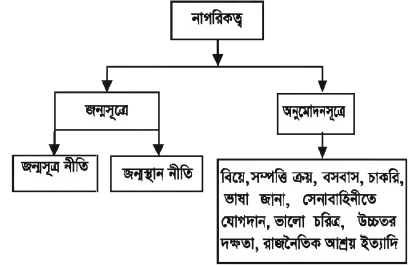 নাগরিকত্ব
জন্মসূত্রে
অনুমোদনসূত্রে
জন্মসূত্র নীতি
জন্মস্থান নীতি
বিয়ে,সম্পত্তি ক্রয়, বসবাস, চাকরি,
ভাষা জানা, সেনাবাহিনীতে
যোগদান, ভালো চরিত্র, উচ্চতর
দক্ষতা, রাজনৈতিক আশ্রয় ইত্যাদি